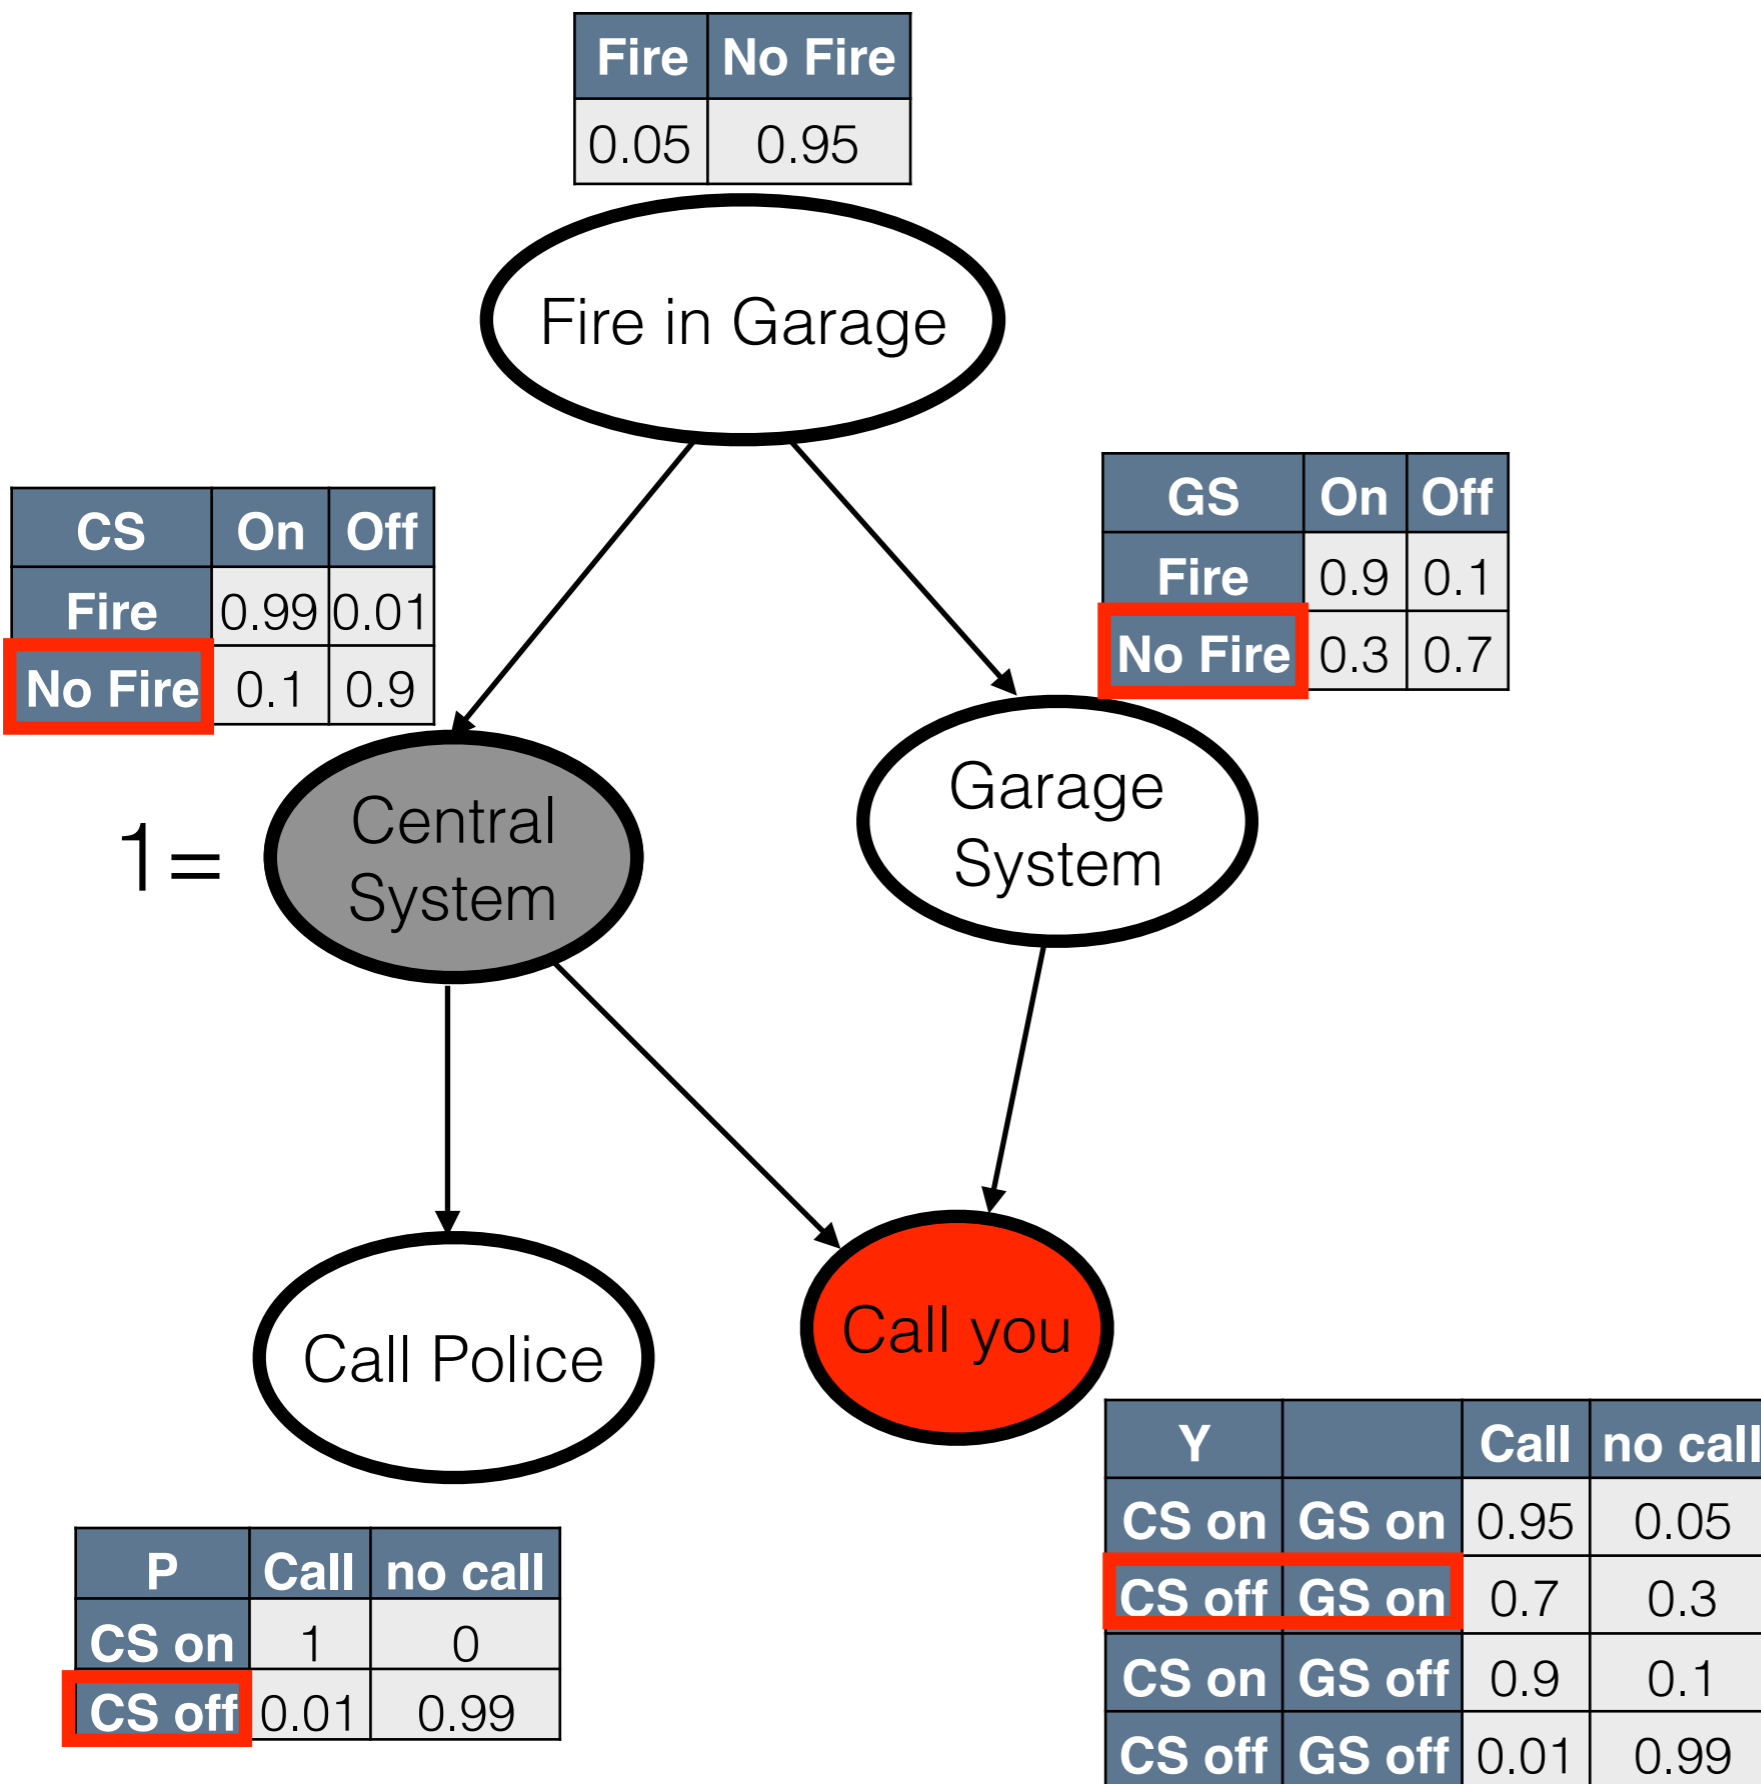 Fire No Fire
0.05 0.95
Fire in Garage
CS On Off
Fire 0.99 0.01
No Fire 0.1 0.9
GS On Off
Fire 0.9 0.1
No Fire 0.3 0.7
1=
Central
System
Garage
System
Call Police
Call you
P Call no call
CS on 1 0
CS off 0.01 0.99
Y Call no call
CS on GS on 0.95 0.05
CS off GS on 0.7 0.3
CS on GS off 0.9 0.1
CS off GS off 0.01 0.99